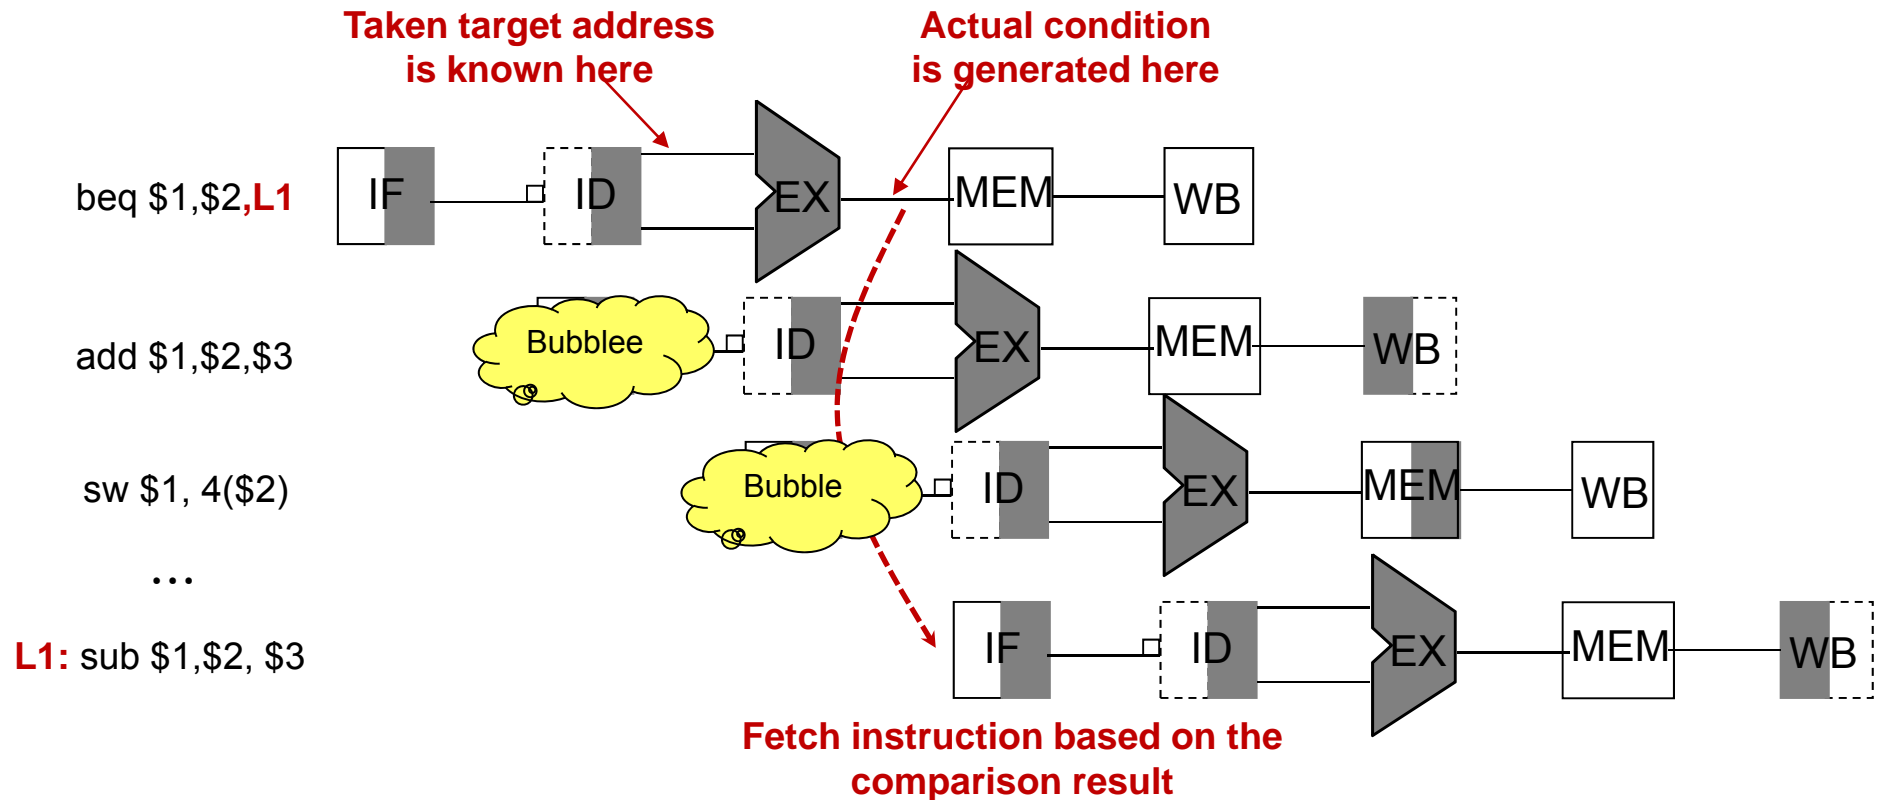 Taken target address
is known here
Actual condition
is generated here
beq $1,$2,L1
IF
ID
EX
MEM
WB
add $1,$2,$3
Bubblee
ID
EX
MEM
WB
sw $1, 4($2)
Bubble
ID
EX
MEM
WB
...
L1: sub $1,$2, $3
IF
ID
EX
MEM
WB
Fetch instruction based on the
comparison result